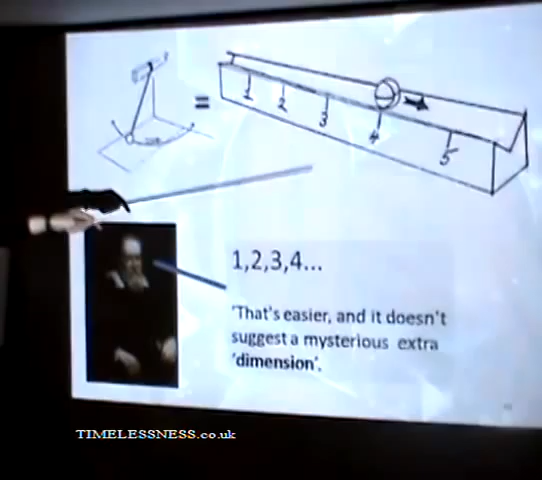 =
1 2 3 4 5
1,2,3,4...
'That's easier, and it doesn't
suggest a mysterious extra
'dimension'.
TIMELESSNESS.co.uk